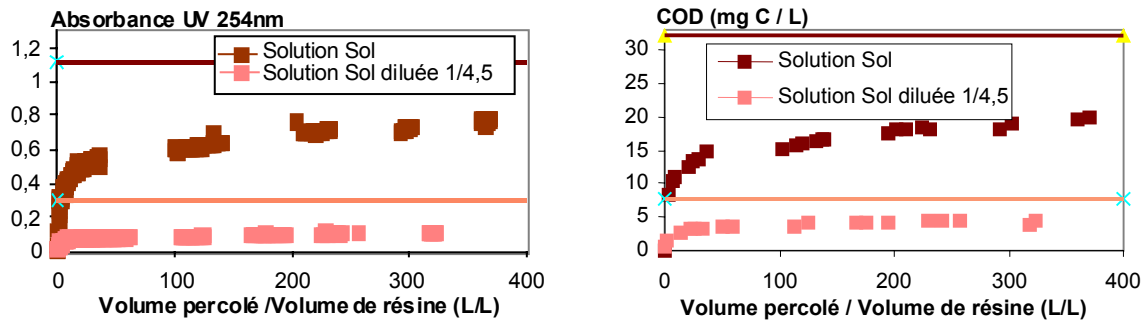 Absorbance UV 254nm
1,2
1
0,8
0,6
0,4
0,2
0
Solution Sol
Solution Sol diluée 1/4,5
0 100 200 300 400
Volume percolé /Volume de résine (L/L)
COD (mg C / L)
30
25
20
15
10
5
0
Solution Sol
Solution Sol diluée 1/4,5
0 100 200 300 400
Volume percolé / Volume de résine (L/L)